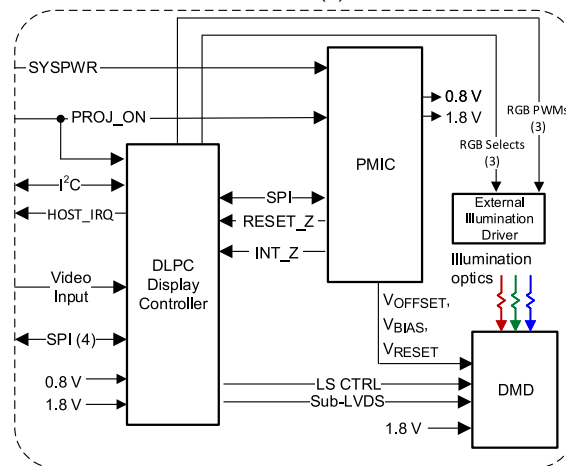 SYSPWR
PROJ_ON
I²C
HOST_IRQ
Video
Input
SPI (4)
0.8 V
1.8 V
DLPC
Display
Controller
SPI
RESET_Z
INT_Z
PMIC
0.8 V
1.8 V
RGB PWMs
(3)
RGB Selects
(3)
External
Illumination
Driver
Illumination
optics
VOFFSET,
VBIAS,
VRESET
LS CTRL
Sub-LVDS
1.8 V
DMD